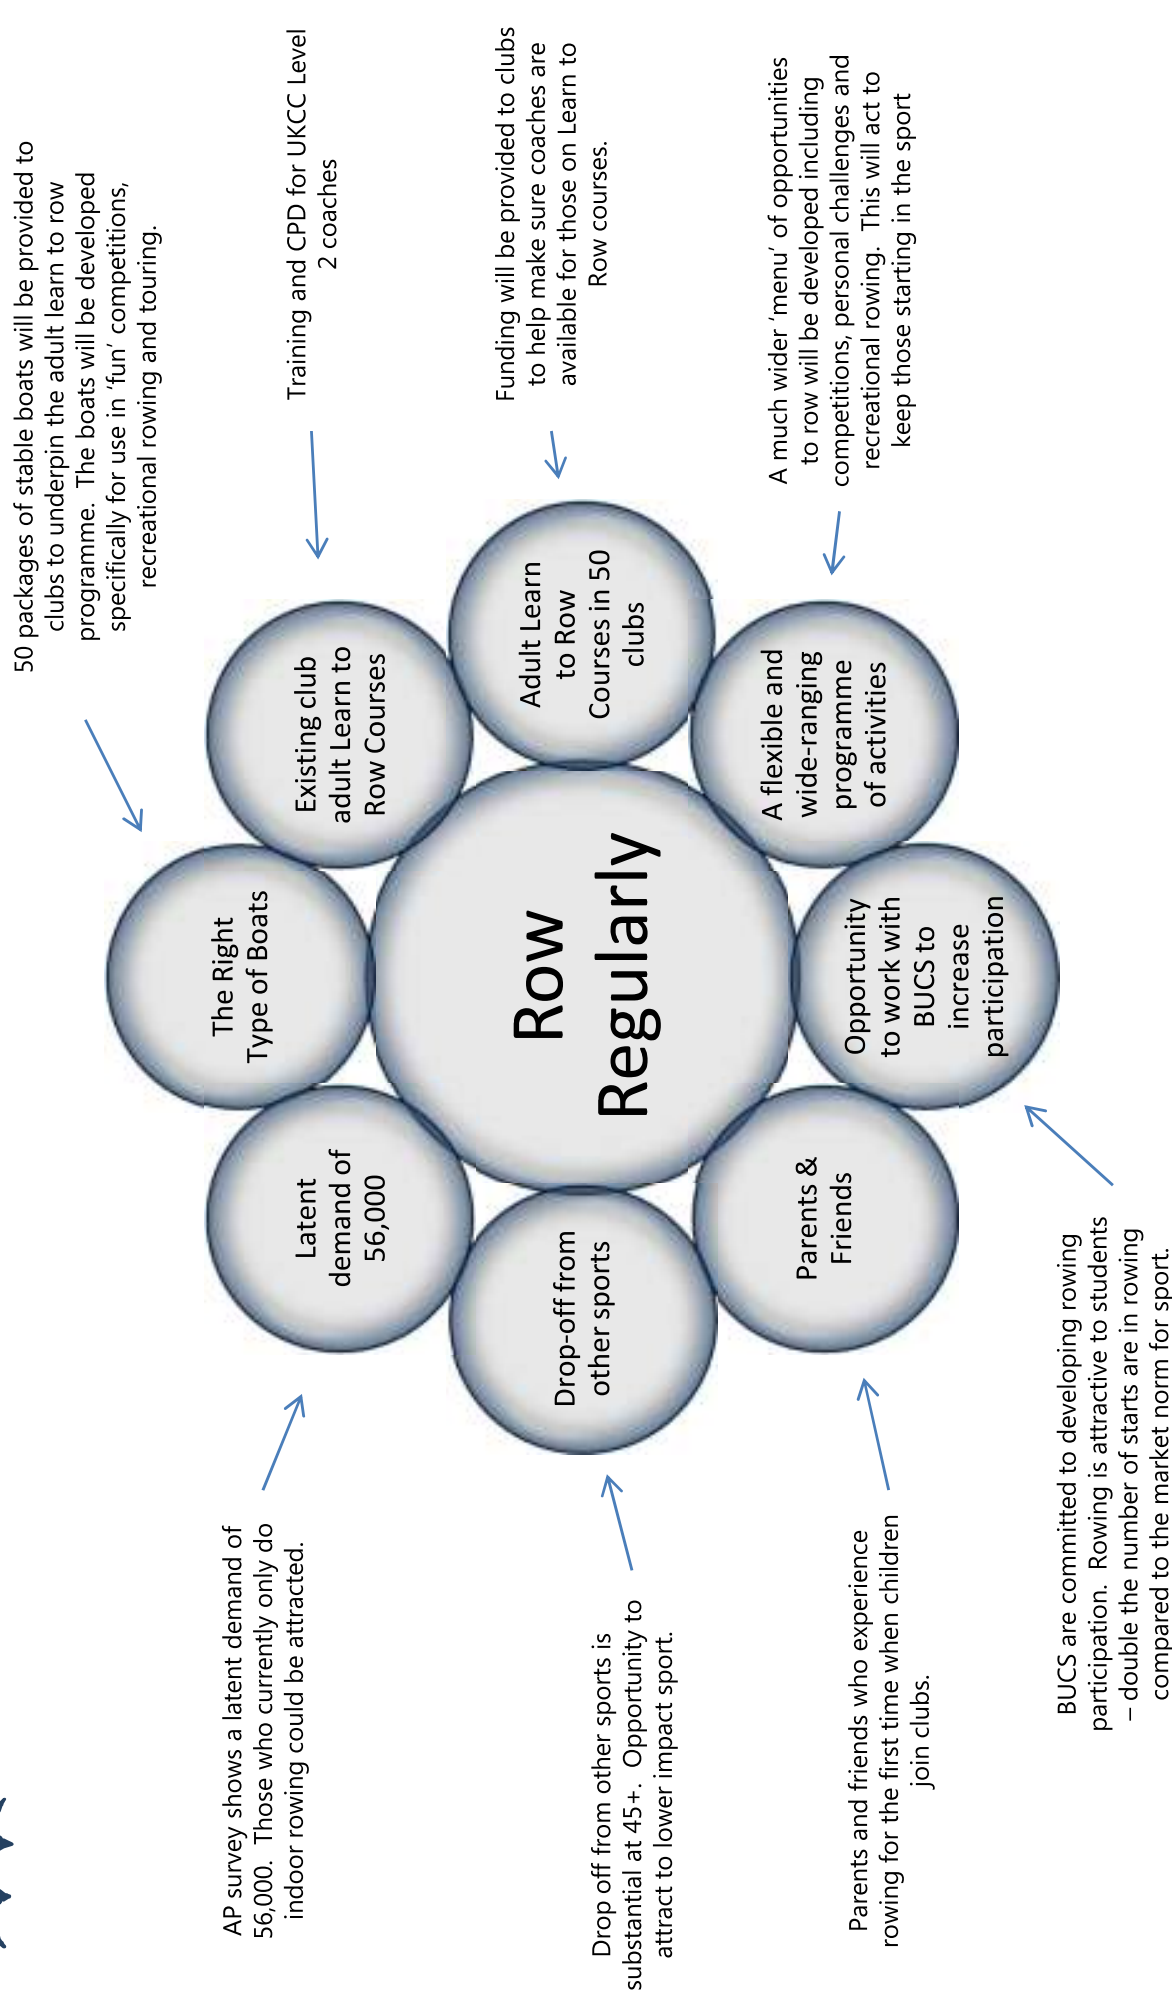 50 packages of stable boats will be provided to
clubs to underpin the adult learn to row
programme. The boats will be developed
specifically for use in ‘fun’ competitions,
recreational rowing and touring.
Training and CPD for UKCC Level
2 coaches
Funding will be provided to clubs
to help make sure coaches are
available for those on Learn to
Row courses.
A much wider ‘menu’ of opportunities
to row will be developed including
competitions, personal challenges and
recreational rowing. This will act to
keep those starting in the sport
The Right
Type of Boats
Existing club
adult Learn to
Row Courses
Adult Learn
to Row
Courses in 50
clubs
A flexible and
wide-ranging
programme
of activities
Opportunity
to work with
BUCS to
increase
participation
Parents &
Friends
Drop-off from
other sports
Latent
demand of
56,000
Row
Regularly
AP survey shows a latent demand of
56,000. Those who currently only do
indoor rowing could be attracted.
Drop off from other sports is
substantial at 45+. Opportunity to
attract to lower impact sport.
Parents and friends who experience
rowing for the first time when children
join clubs.
BUCS are committed to developing rowing
participation. Rowing is attractive to students
– double the number of starts are in rowing
compared to the market norm for sport.